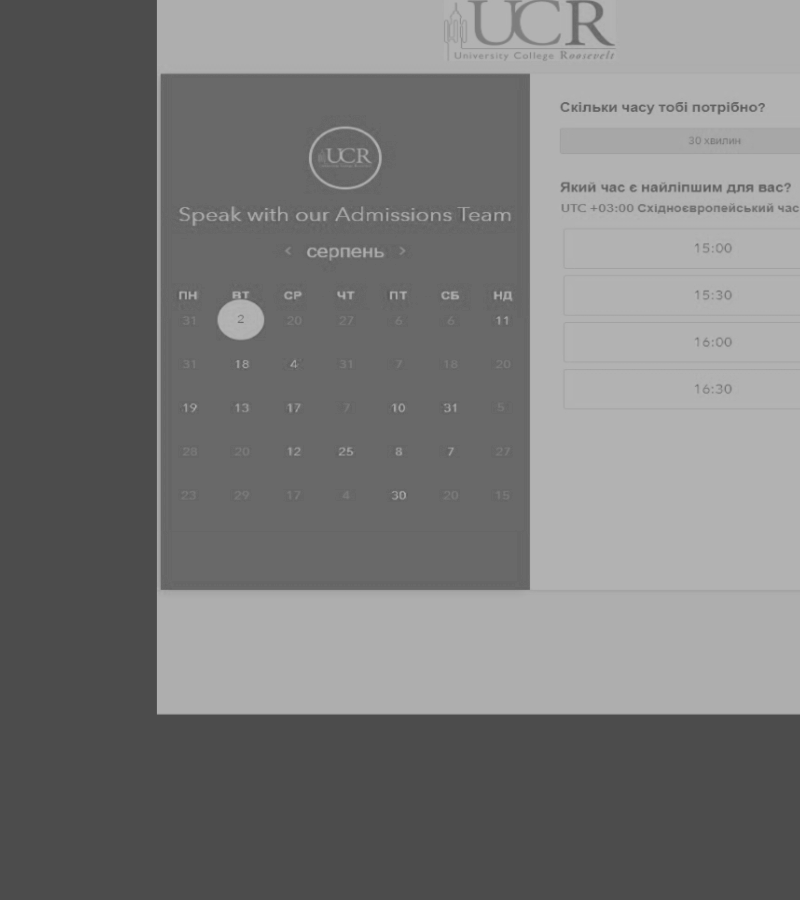 UCR
University College Roosevelt
UCR
Speak with our Admissions Team
‹ серпень ›
ПН ВТ СР ЧТ ПТ СБ НД
31 2 20 27 6 6 11
31 18 4 31 7 18 20
19 13 17 7 10 31 5
28 20 12 25 8 7 27
23 29 17 4 30 20 15
Скільки часу тобі потрібно?
30 хвилин
Який час є найліпшим для вас?
UTC +03:00 Східноєвропейський час
15:00
15:30
16:00
16:30